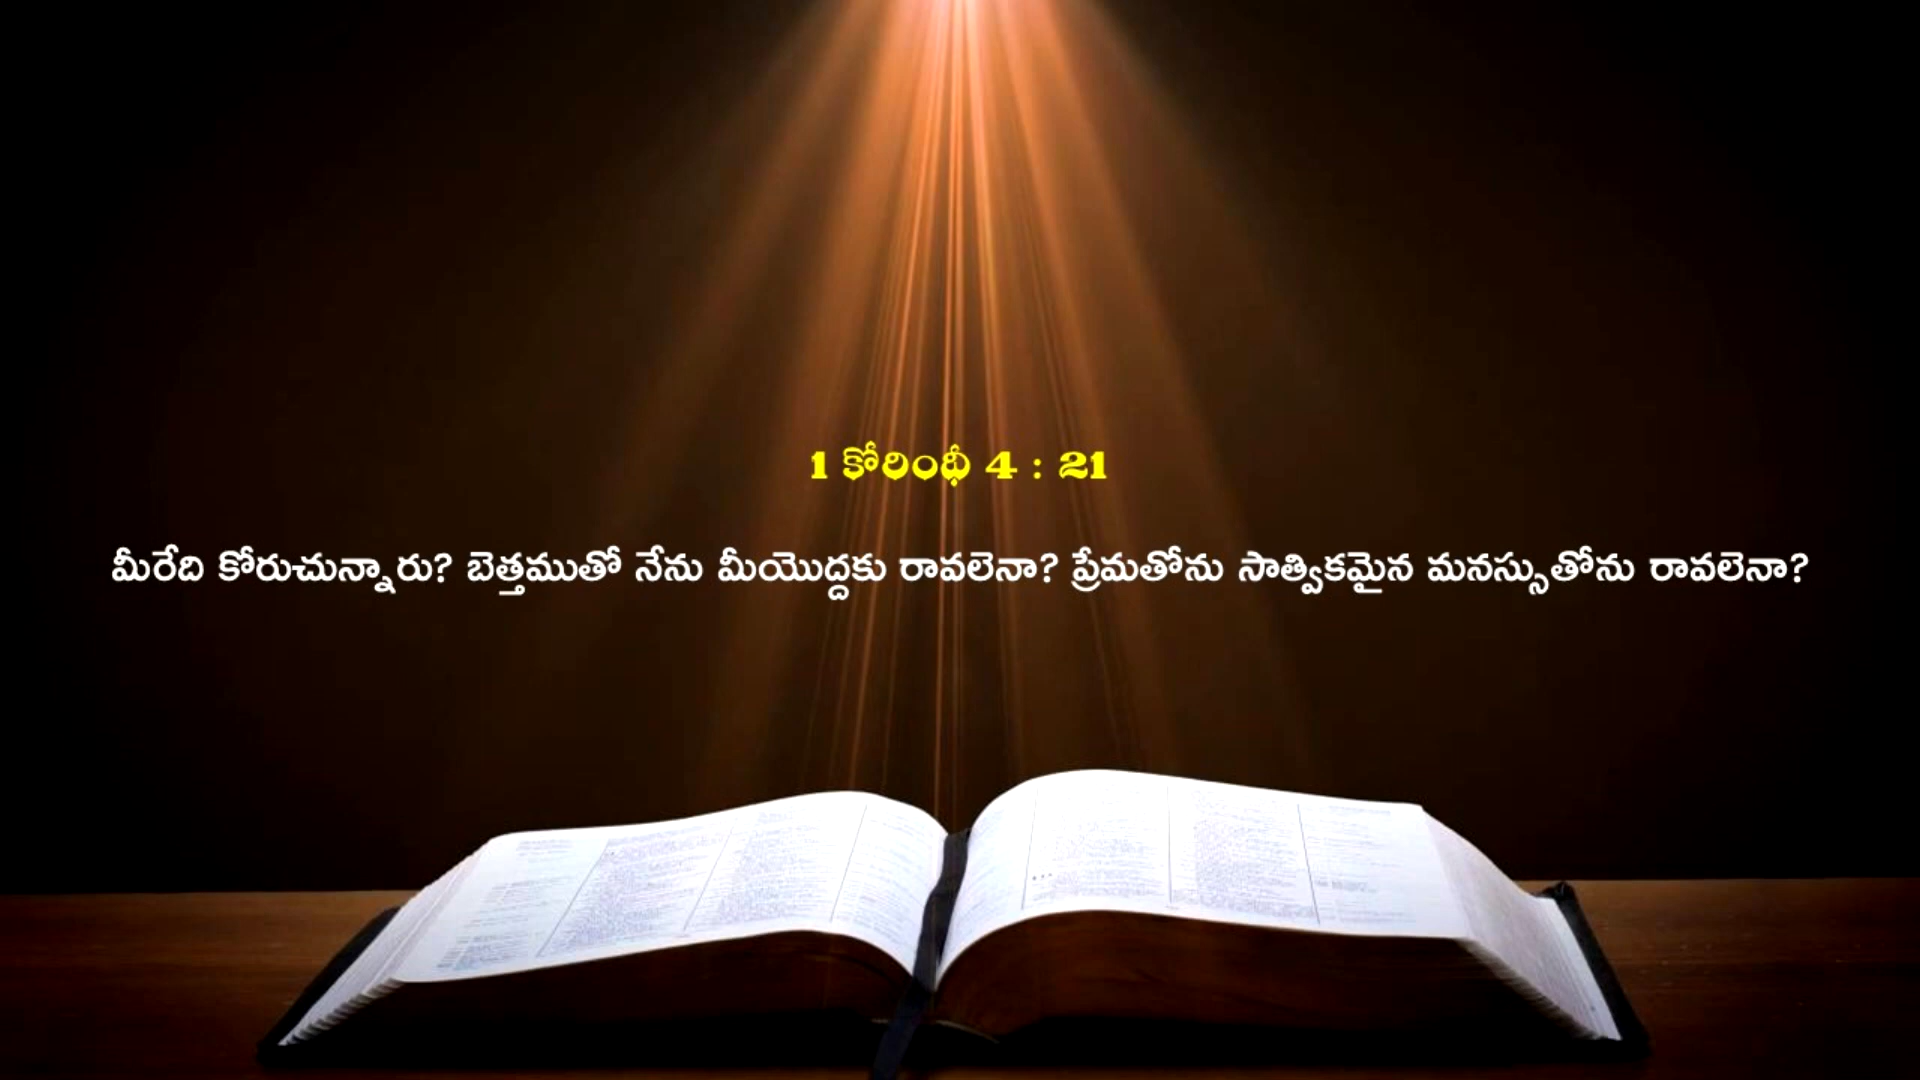 1 కోరింథీ 4 : 21
మీరేది కోరుచున్నారు? బెత్తముతో నేను మీయొద్దకు రావలెనా? ప్రేమతోను సాత్వికమైన మనస్సుతోను రావలెనా?